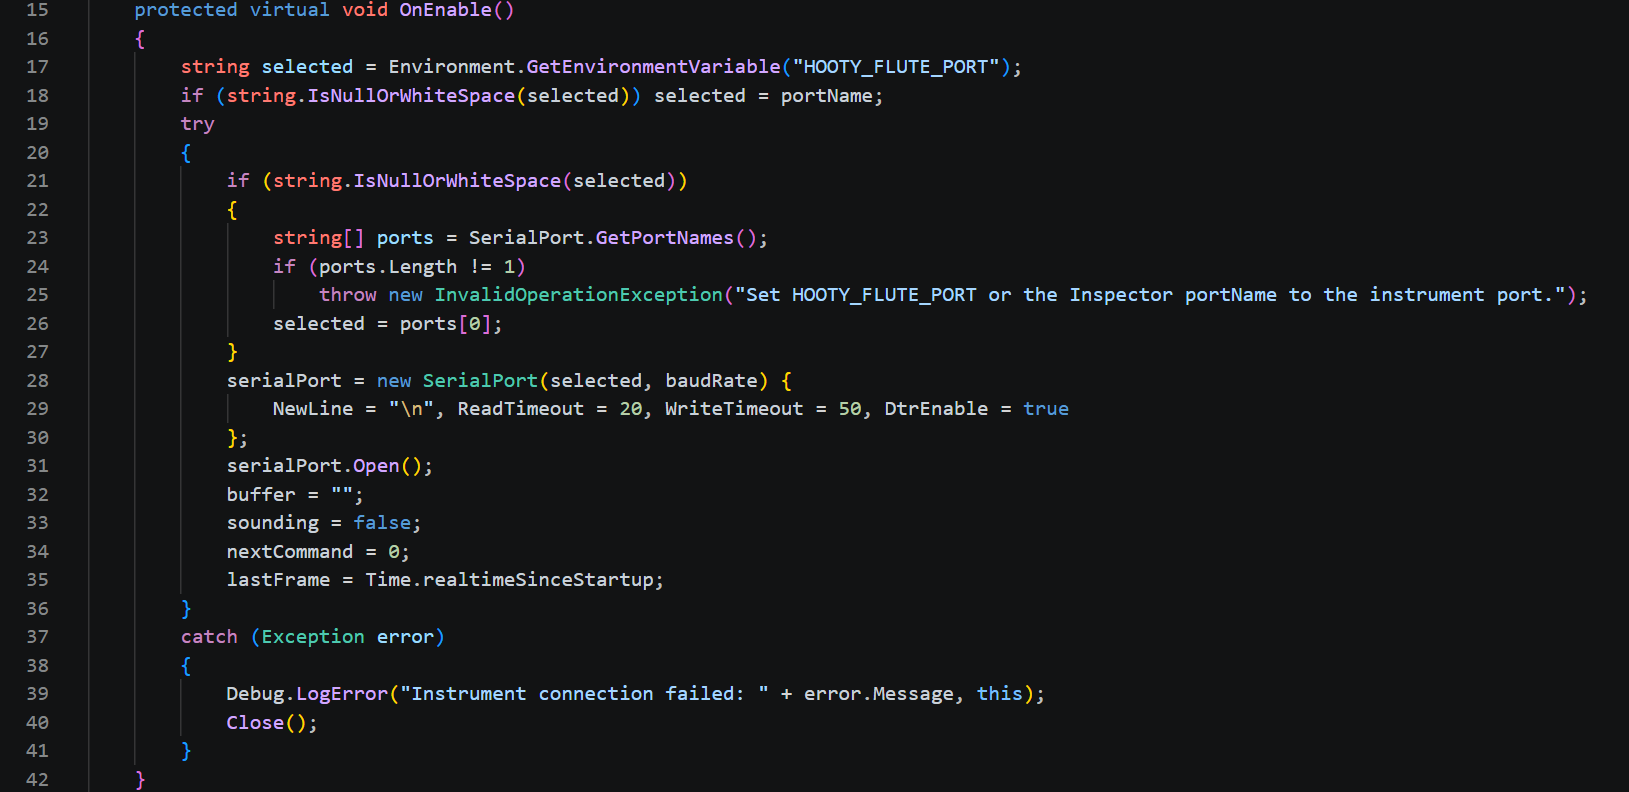 15 protected virtual void OnEnable()
16 {
17 string selected = Environment.GetEnvironmentVariable("HOOTY_FLUTE_PORT");
18 if (string.IsNullOrWhiteSpace(selected)) selected = portName;
19 try
20 {
21 if (string.IsNullOrWhiteSpace(selected))
22 {
23 string[] ports = SerialPort.GetPortNames();
24 if (ports.Length != 1)
25 throw new InvalidOperationException("Set HOOTY_FLUTE_PORT or the Inspector portName to the instrument port.");
26 selected = ports[0];
27 }
28 serialPort = new SerialPort(selected, baudRate) {
29 NewLine = "\n", ReadTimeout = 20, WriteTimeout = 50, DtrEnable = true
30 };
31 serialPort.Open();
32 buffer = "";
33 sounding = false;
34 nextCommand = 0;
35 lastFrame = Time.realtimeSinceStartup;
36 }
37 catch (Exception error)
38 {
39 Debug.LogError("Instrument connection failed: " + error.Message, this);
40 Close();
41 }
42 }